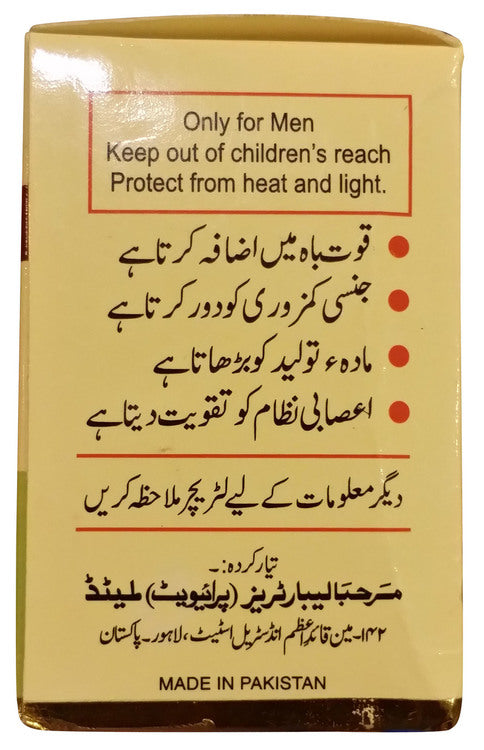 Only for Men
Keep out of children's reach
Protect from heat and light.
قوت باہ میں اضافہ کرتا ہے
جنسی کمزوری کو دور کرتا ہے
مادہء تولید کو بڑھاتا ہے
اعصابی نظام کو تقویت دیتا ہے
دیگر معلومات کے لیے لٹریچر ملاحظہ کریں
تیار کردہ:۔
مرحبا لیبارٹریز (پرائیویٹ) لمیٹڈ
۱۴۲-مین قائداعظم انڈسٹریل اسٹیٹ، لاہور۔ پاکستان
MADE IN PAKISTAN